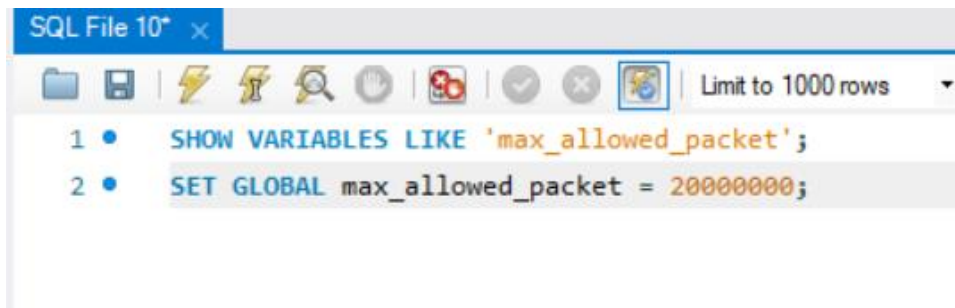 SQL File 10*
Limit to 1000 rows
1 SHOW VARIABLES LIKE 'max_allowed_packet';
2 SET GLOBAL max_allowed_packet = 20000000;